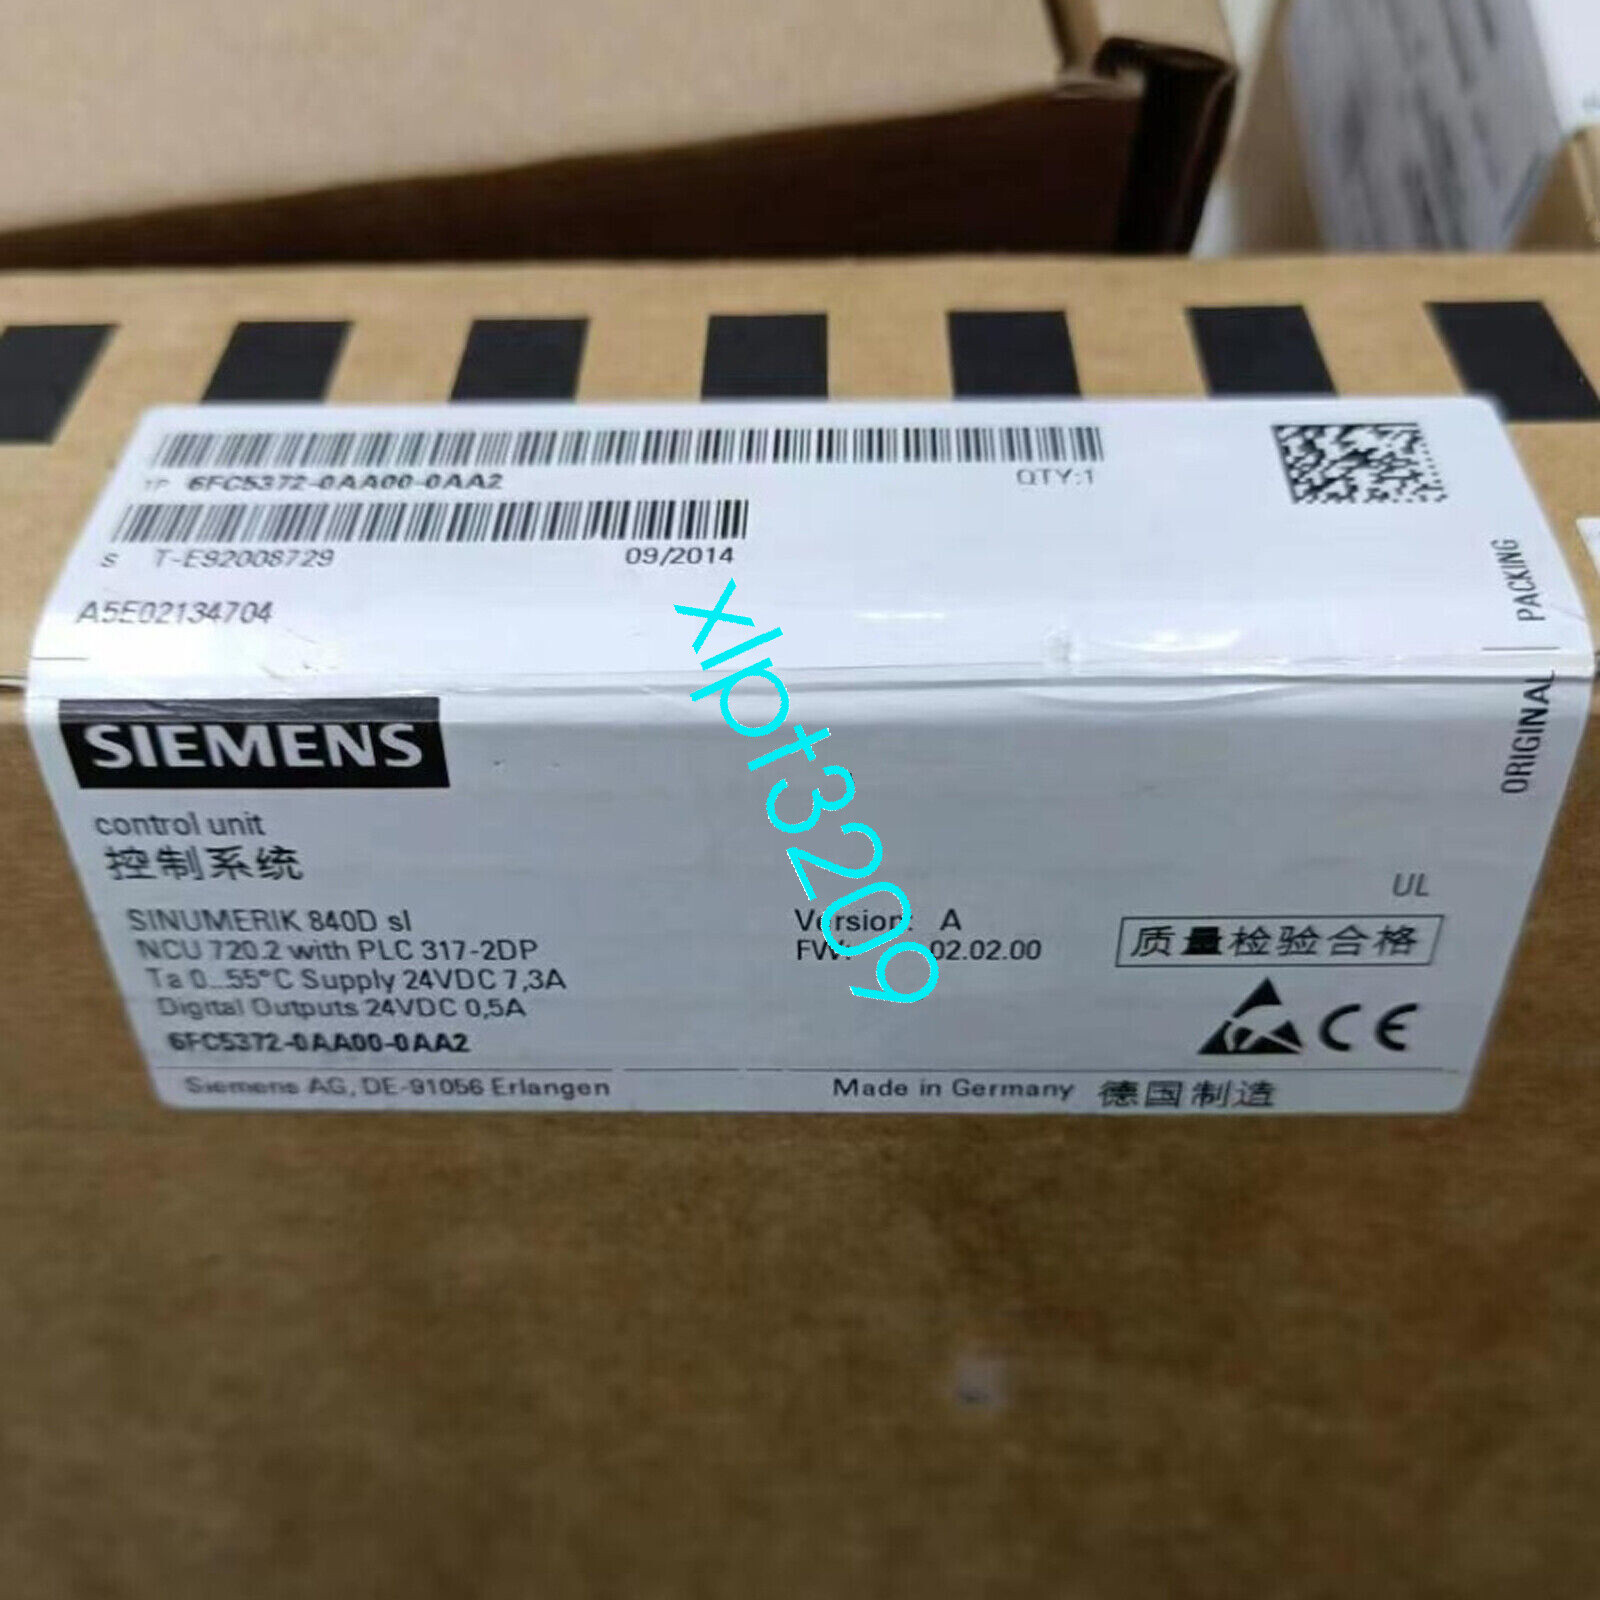 1P 6FC5372-0AA00-0AA2 QTY:1
S T-E92008729 09/2014
A5E02134704
ORIGINAL | PACKING
SIEMENS
control unit
控制系统
SINUMERIK 840D sl
NCU 720.2 with PLC 317-2DP
Ta 0...55°C Supply 24VDC 7,3A
Digital Outputs 24VDC 0,5A
6FC5372-0AA00-0AA2
Version: A
FW: 02.02.00
UL
质量检验合格
CE
Siemens AG, DE-91056 Erlangen
Made in Germany 德国制造
xlpt3209